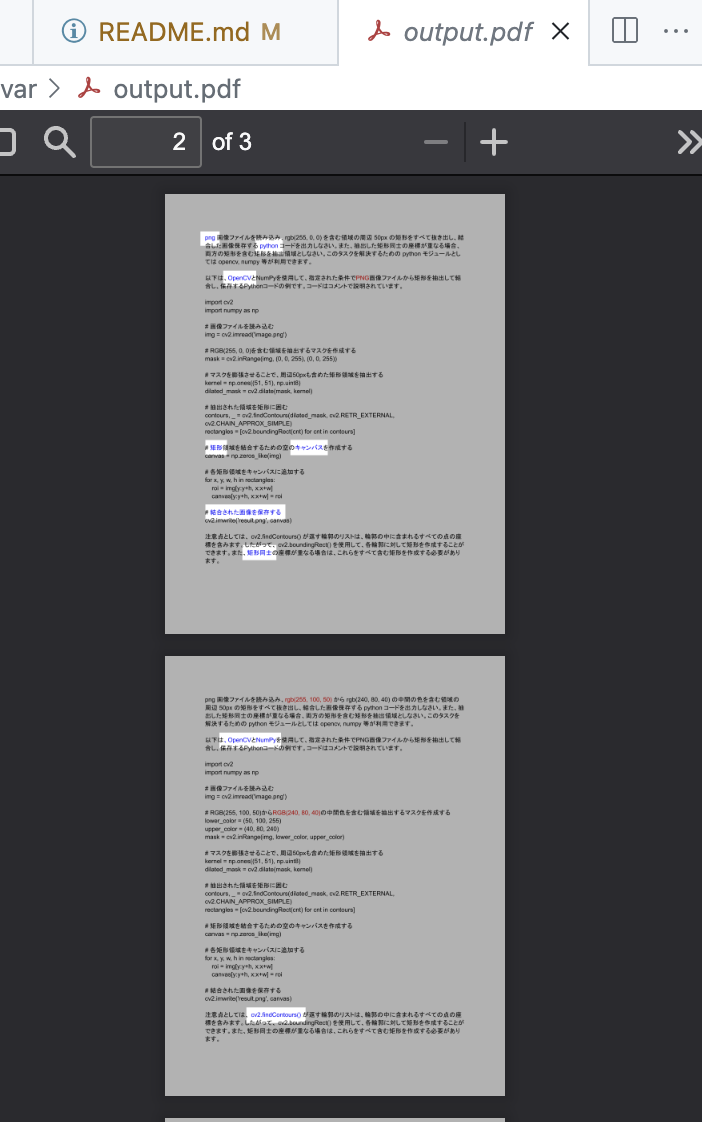 README.md M
output.pdf
var > output.pdf
2 of 3
png 画像ファイルを読み込み、rgb(255, 0, 0) を含む領域の周辺 50px の矩形をすべて抜き出し、結
合した画像保存する python コードを出力しなさい。また、抽出した矩形同士の座標が重なる場合、
両方の矩形を含む矩形を抽出領域としなさい。このタスクを解決するための python モジュールとし
ては opencv, numpy 等が利用できます。
以下は、OpenCVとNumPyを使用して、指定された条件でPNG画像ファイルから矩形を抽出して結
合し、保存するPythonコードの例です。コードはコメントで説明されています。
import cv2
import numpy as np
# 画像ファイルを読み込む
img = cv2.imread('image.png')
# RGB(255, 0, 0)を含む領域を抽出するマスクを作成する
mask = cv2.inRange(img, (0, 0, 255), (0, 0, 255))
# マスクを膨張させることで、周辺50pxも含めた矩形領域を抽出する
kernel = np.ones((51, 51), np.uint8)
dilated_mask = cv2.dilate(mask, kernel)
# 抽出された領域を矩形に囲む
contours, _ = cv2.findContours(dilated_mask, cv2.RETR_EXTERNAL,
cv2.CHAIN_APPROX_SIMPLE)
rectangles = [cv2.boundingRect(cnt) for cnt in contours]
# 矩形領域を結合するための空のキャンバスを作成する
canvas = np.zeros_like(img)
# 各矩形領域をキャンバスに追加する
for x, y, w, h in rectangles:
roi = img[y:y+h, x:x+w]
canvas[y:y+h, x:x+w] = roi
# 結合された画像を保存する
cv2.imwrite('result.png', canvas)
注意点としては、cv2.findContours() が返す輪郭のリストは、輪郭の中に含まれるすべての点の座
標を含みます。したがって、cv2.boundingRect() を使用して、各輪郭に対して矩形を作成することが
できます。また、矩形同士の座標が重なる場合は、これらをすべて含む矩形を作成する必要があり
ます。
png 画像ファイルを読み込み、rgb(255, 100, 50) から rgb(240, 80, 40) の中間の色を含む領域の
周辺 50px の矩形をすべて抜き出し、結合した画像保存する python コードを出力しなさい。また、抽
出した矩形同士の座標が重なる場合、両方の矩形を含む矩形を抽出領域としなさい。このタスクを
解決するための python モジュールとしては opencv, numpy 等が利用できます。
以下は、OpenCVとNumPyを使用して、指定された条件でPNG画像ファイルから矩形を抽出して結
合し、保存するPythonコードの例です。コードはコメントで説明されています。
import cv2
import numpy as np
# 画像ファイルを読み込む
img = cv2.imread('image.png')
# RGB(255, 100, 50)からRGB(240, 80, 40)の中間色を含む領域を抽出するマスクを作成する
lower_color = (50, 100, 255)
upper_color = (40, 80, 240)
mask = cv2.inRange(img, lower_color, upper_color)
# マスクを膨張させることで、周辺50pxも含めた矩形領域を抽出する
kernel = np.ones((51, 51), np.uint8)
dilated_mask = cv2.dilate(mask, kernel)
# 抽出された領域を矩形に囲む
contours, _ = cv2.findContours(dilated_mask, cv2.RETR_EXTERNAL,
cv2.CHAIN_APPROX_SIMPLE)
rectangles = [cv2.boundingRect(cnt) for cnt in contours]
# 矩形領域を結合するための空のキャンバスを作成する
canvas = np.zeros_like(img)
# 各矩形領域をキャンバスに追加する
for x, y, w, h in rectangles:
roi = img[y:y+h, x:x+w]
canvas[y:y+h, x:x+w] = roi
# 結合された画像を保存する
cv2.imwrite('result.png', canvas)
注意点としては、cv2.findContours() が返す輪郭のリストは、輪郭の中に含まれるすべての点の座
標を含みます。したがって、cv2.boundingRect() を使用して、各輪郭に対して矩形を作成することが
できます。また、矩形同士の座標が重なる場合は、これらをすべて含む矩形を作成する必要があり
ます。